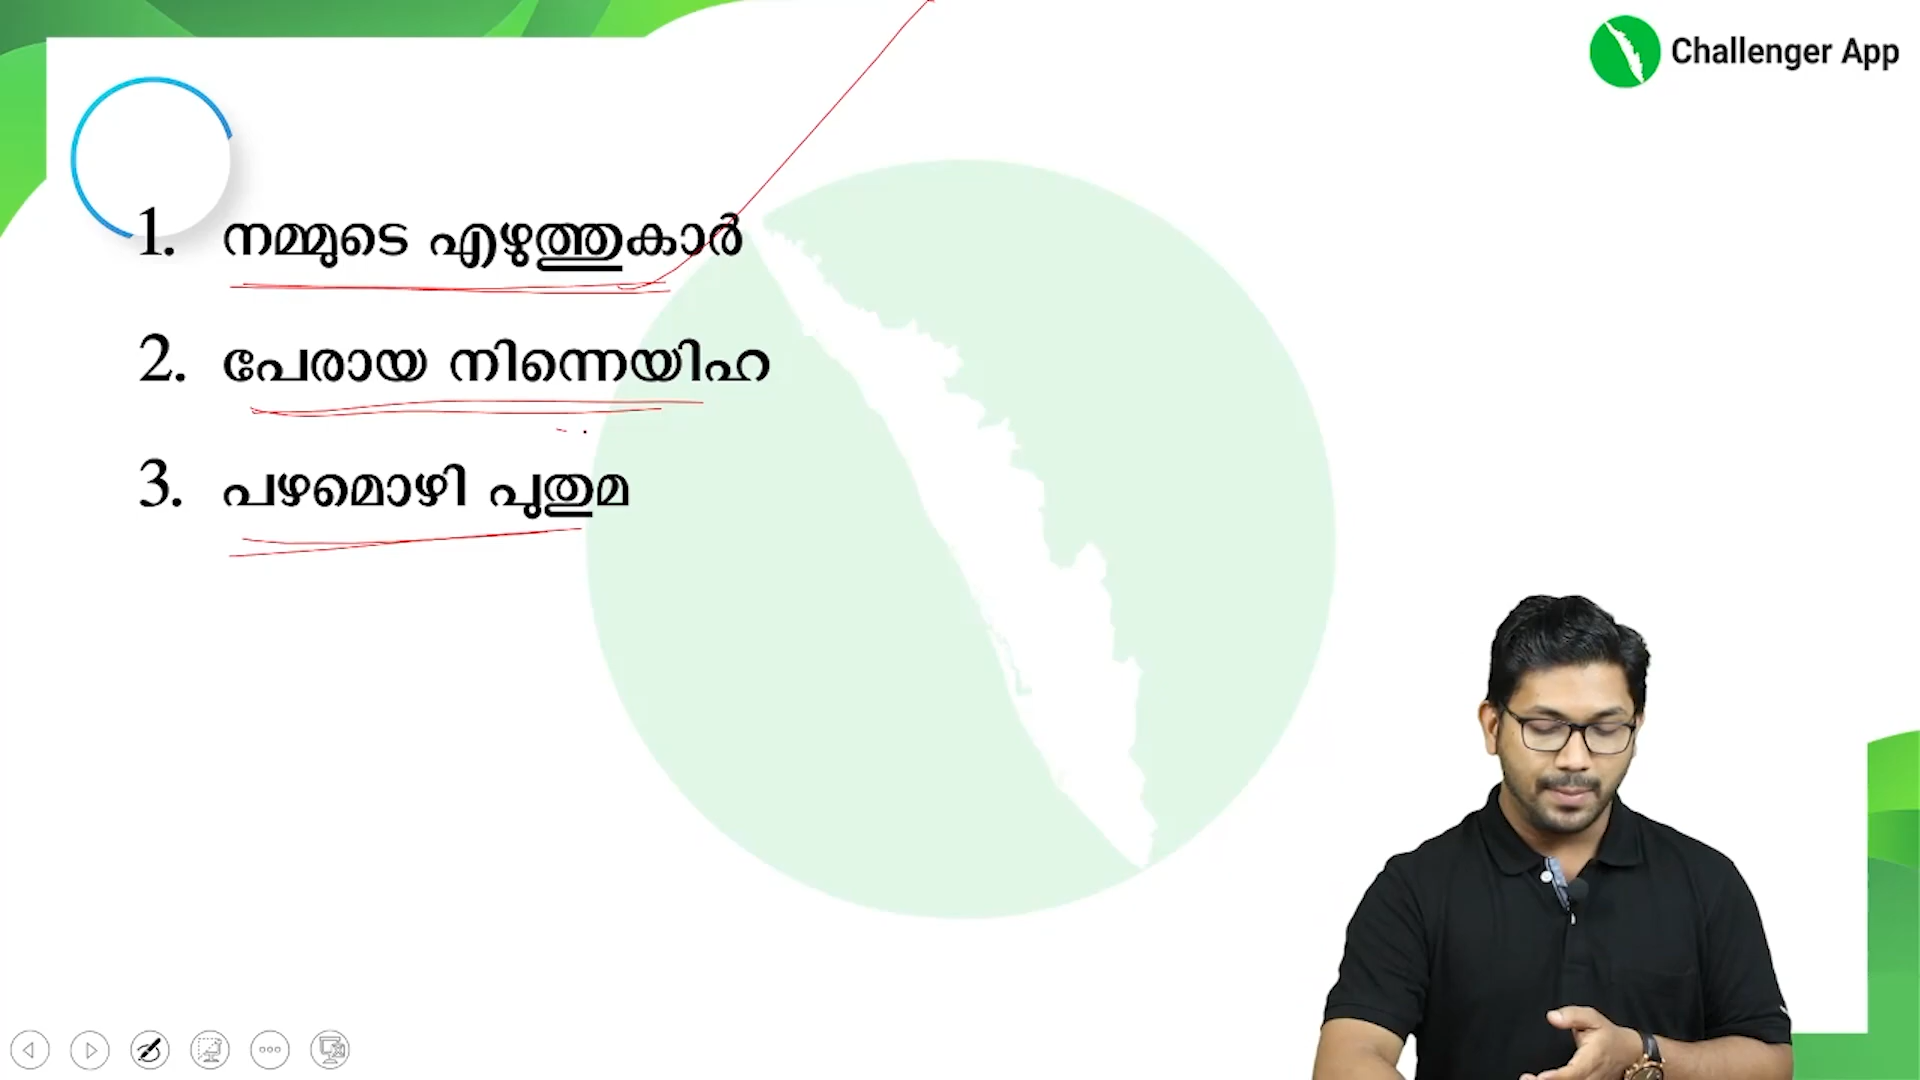 Challenger App
1. നമ്മുടെ എഴുത്തുകാർ
2. പേരായ നിന്നെയിഹ
3. പഴമൊഴി പുതുമ